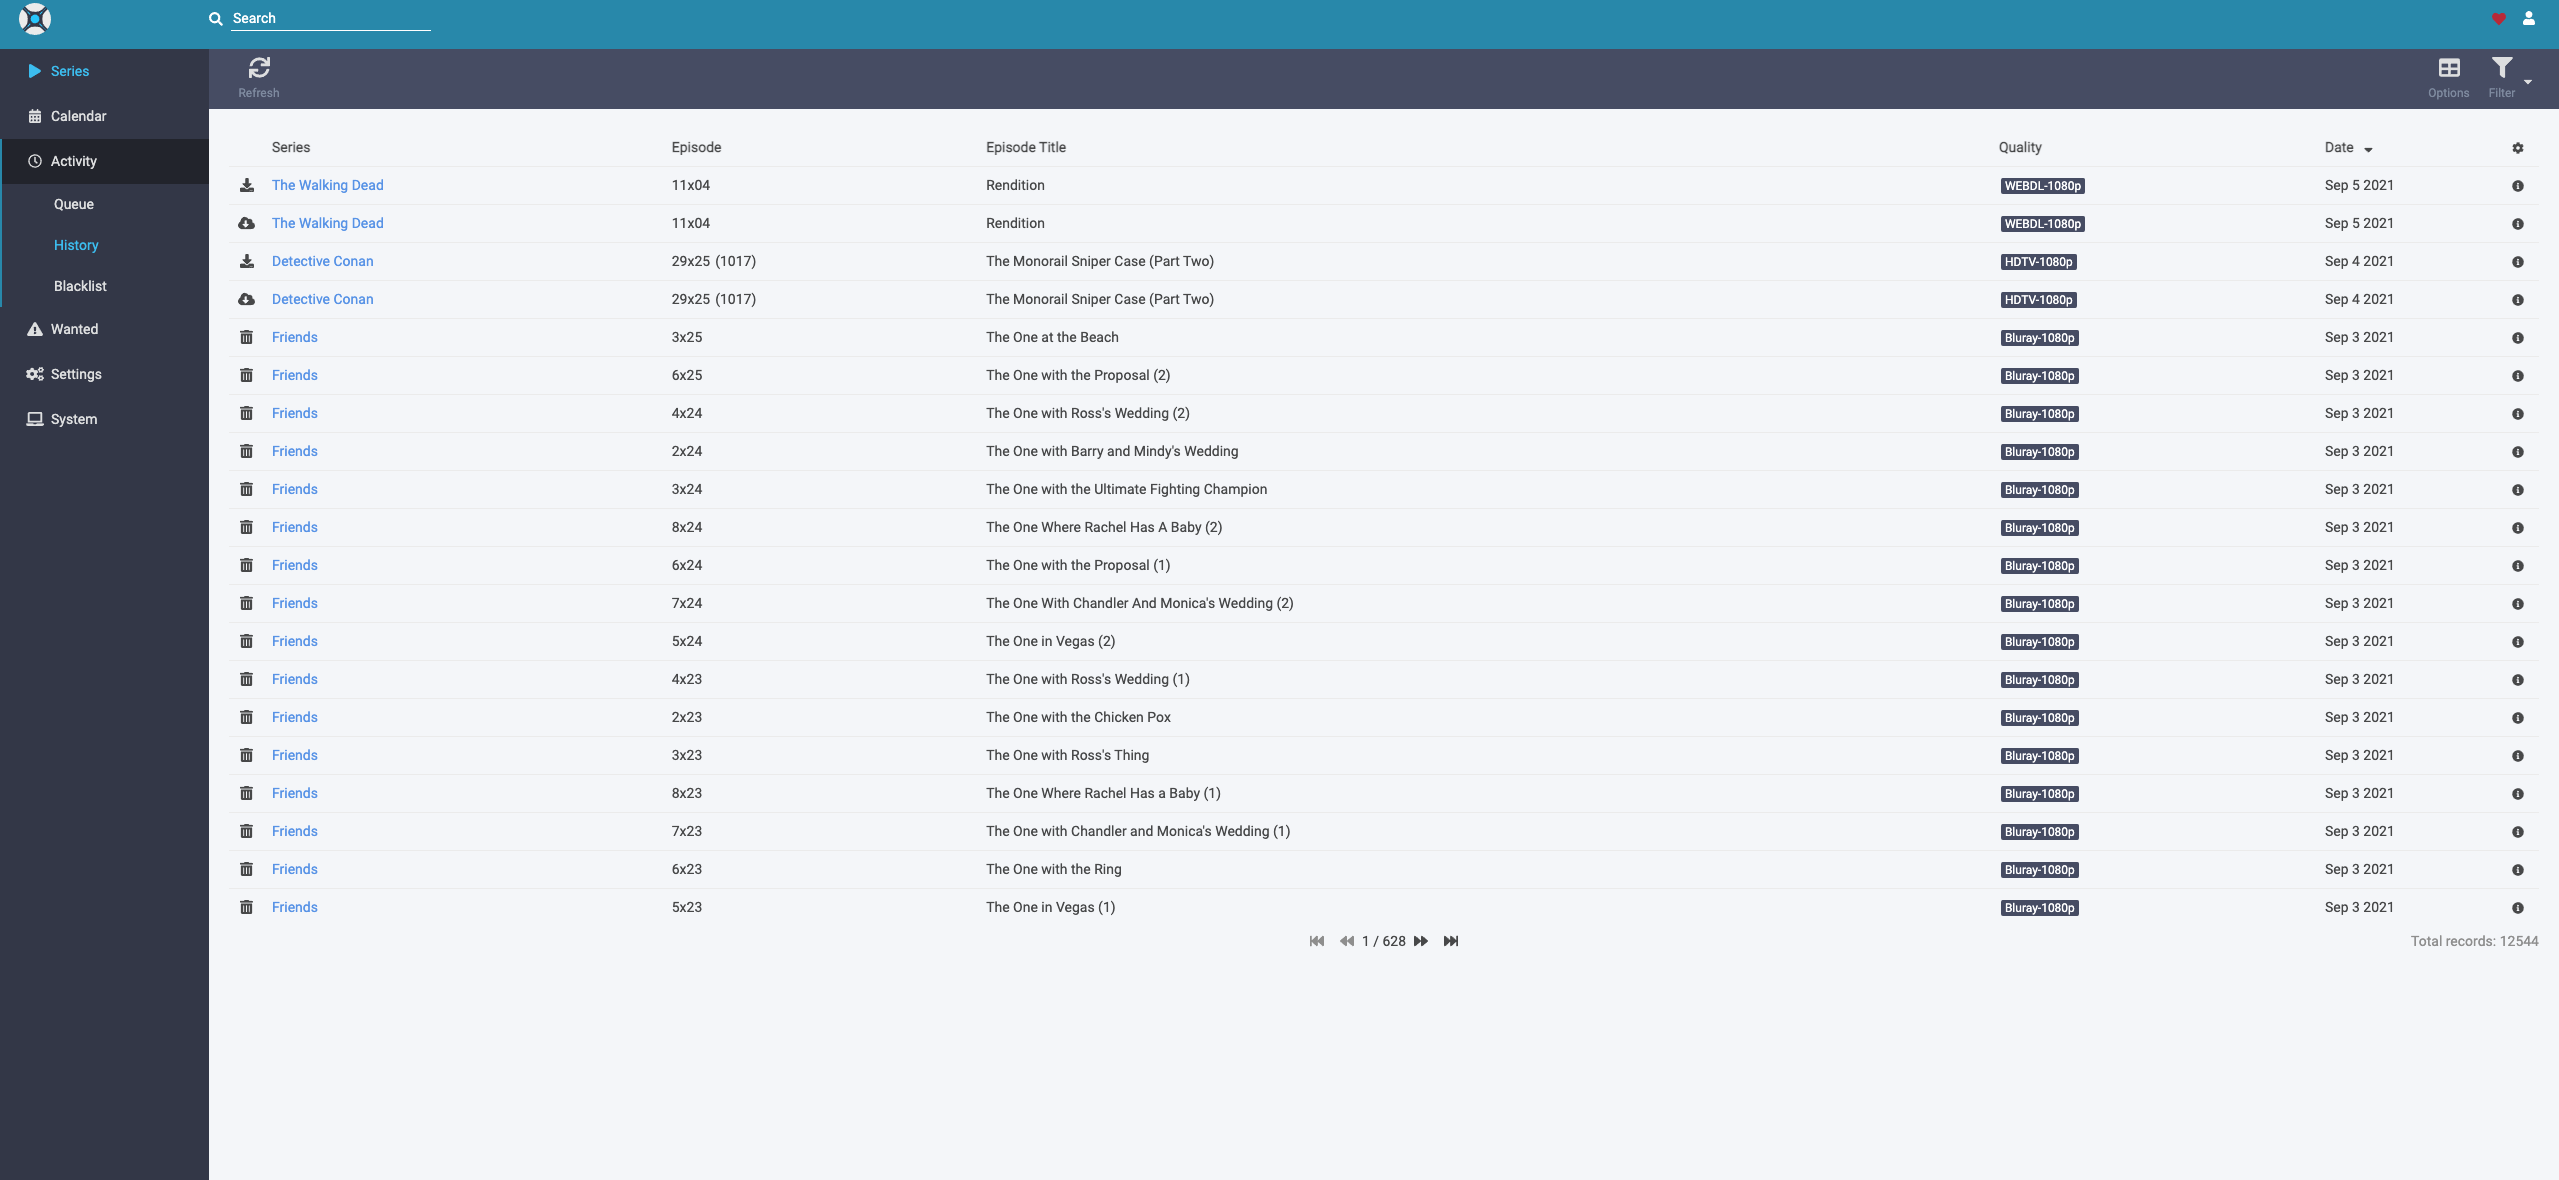 Search
Series
Calendar
Activity
Queue
History
Blacklist
Wanted
Settings
System
Refresh
Options Filter
Series Episode Episode Title Quality Date
The Walking Dead 11x04 Rendition WEBDL-1080p Sep 5 2021
The Walking Dead 11x04 Rendition WEBDL-1080p Sep 5 2021
Detective Conan 29x25 (1017) The Monorail Sniper Case (Part Two) HDTV-1080p Sep 4 2021
Detective Conan 29x25 (1017) The Monorail Sniper Case (Part Two) HDTV-1080p Sep 4 2021
Friends 3x25 The One at the Beach Bluray-1080p Sep 3 2021
Friends 6x25 The One with the Proposal (2) Bluray-1080p Sep 3 2021
Friends 4x24 The One with Ross's Wedding (2) Bluray-1080p Sep 3 2021
Friends 2x24 The One with Barry and Mindy's Wedding Bluray-1080p Sep 3 2021
Friends 3x24 The One with the Ultimate Fighting Champion Bluray-1080p Sep 3 2021
Friends 8x24 The One Where Rachel Has A Baby (2) Bluray-1080p Sep 3 2021
Friends 6x24 The One with the Proposal (1) Bluray-1080p Sep 3 2021
Friends 7x24 The One With Chandler And Monica's Wedding (2) Bluray-1080p Sep 3 2021
Friends 5x24 The One in Vegas (2) Bluray-1080p Sep 3 2021
Friends 4x23 The One with Ross's Wedding (1) Bluray-1080p Sep 3 2021
Friends 2x23 The One with the Chicken Pox Bluray-1080p Sep 3 2021
Friends 3x23 The One with Ross's Thing Bluray-1080p Sep 3 2021
Friends 8x23 The One Where Rachel Has a Baby (1) Bluray-1080p Sep 3 2021
Friends 7x23 The One with Chandler and Monica's Wedding (1) Bluray-1080p Sep 3 2021
Friends 6x23 The One with the Ring Bluray-1080p Sep 3 2021
Friends 5x23 The One in Vegas (1) Bluray-1080p Sep 3 2021
1 / 628 Total records: 12544